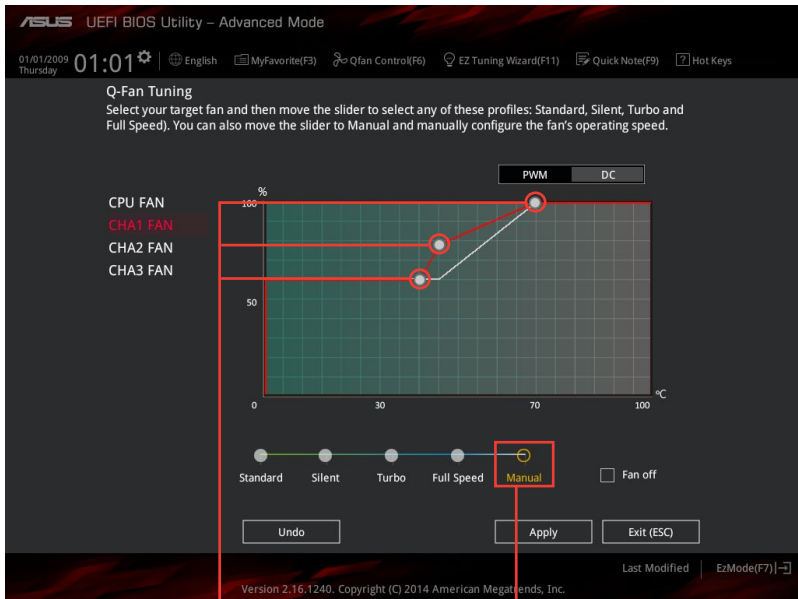 ASUS UEFI BIOS Utility – Advanced Mode
01/01/2009 Thursday 01:01 English MyFavorite(F3) Qfan Control(F6) EZ Tuning Wizard(F11) Quick Note(F9) ? Hot Keys
Q-Fan Tuning
Select your target fan and then move the slider to select any of these profiles: Standard, Silent, Turbo and
Full Speed). You can also move the slider to Manual and manually configure the fan's operating speed.
PWM DC
%
CPU FAN
CHA1 FAN
CHA2 FAN
CHA3 FAN
100
50
°C
0 30 70 100
Standard Silent Turbo Full Speed Manual
Fan off
Undo Apply Exit (ESC)
Last Modified EzMode(F7)
Version 2.16.1240. Copyright (C) 2014 American Megatrends, Inc.